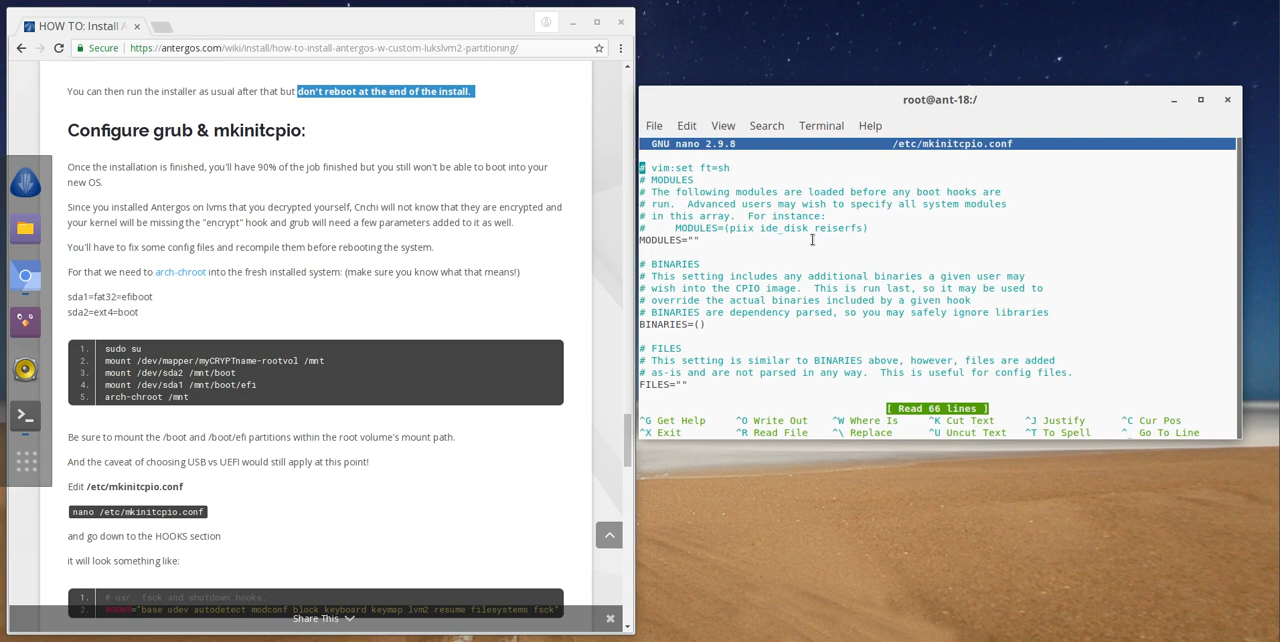 HOW TO: Install A
Secure https://antergos.com/wiki/install/how-to-install-antergos-w-custom-lukslvm2-partitioning/
You can then run the installer as usual after that but don't reboot at the end of the install.
Configure grub & mkinitcpio:
Once the installation is finished, you'll have 90% of the job finished but you still won't be able to boot into your
new OS.
Since you installed Antergos on lvms that you decrypted yourself, Cnchi will not know that they are encrypted and
your kernel will be missing the "encrypt" hook and grub will need a few parameters added to it as well.
You'll have to fix some config files and recompile them before rebooting the system.
For that we need to arch-chroot into the fresh installed system: (make sure you know what that means!)
sda1=fat32=efiboot
sda2=ext4=boot
1. sudo su
2. mount /dev/mapper/myCRYPTname-rootvol /mnt
3. mount /dev/sda2 /mnt/boot
4. mount /dev/sda1 /mnt/boot/efi
5. arch-chroot /mnt
Be sure to mount the /boot and /boot/efi partitions within the root volume's mount path.
And the caveat of choosing USB vs UEFI would still apply at this point!
Edit /etc/mkinitcpio.conf
nano /etc/mkinitcpio.conf
and go down to the HOOKS section
it will look something like:
1. # usr, fsck and shutdown hooks.
2. HOOKS="base udev autodetect modconf block keyboard keymap lvm2 resume filesystems fsck"
Share This
root@ant-18:/
File Edit View Search Terminal Help
GNU nano 2.9.8 /etc/mkinitcpio.conf
# vim:set ft=sh
# MODULES
# The following modules are loaded before any boot hooks are
# run. Advanced users may wish to specify all system modules
# in this array. For instance:
# MODULES=(piix ide_disk reiserfs)
MODULES=""
# BINARIES
# This setting includes any additional binaries a given user may
# wish into the CPIO image. This is run last, so it may be used to
# override the actual binaries included by a given hook
# BINARIES are dependency parsed, so you may safely ignore libraries
BINARIES=()
# FILES
# This setting is similar to BINARIES above, however, files are added
# as-is and are not parsed in any way. This is useful for config files.
FILES=""
[ Read 66 lines ]
^G Get Help ^O Write Out ^W Where Is ^K Cut Text ^J Justify ^C Cur Pos
^X Exit ^R Read File ^\ Replace ^U Uncut Text ^T To Spell ^_ Go To Line